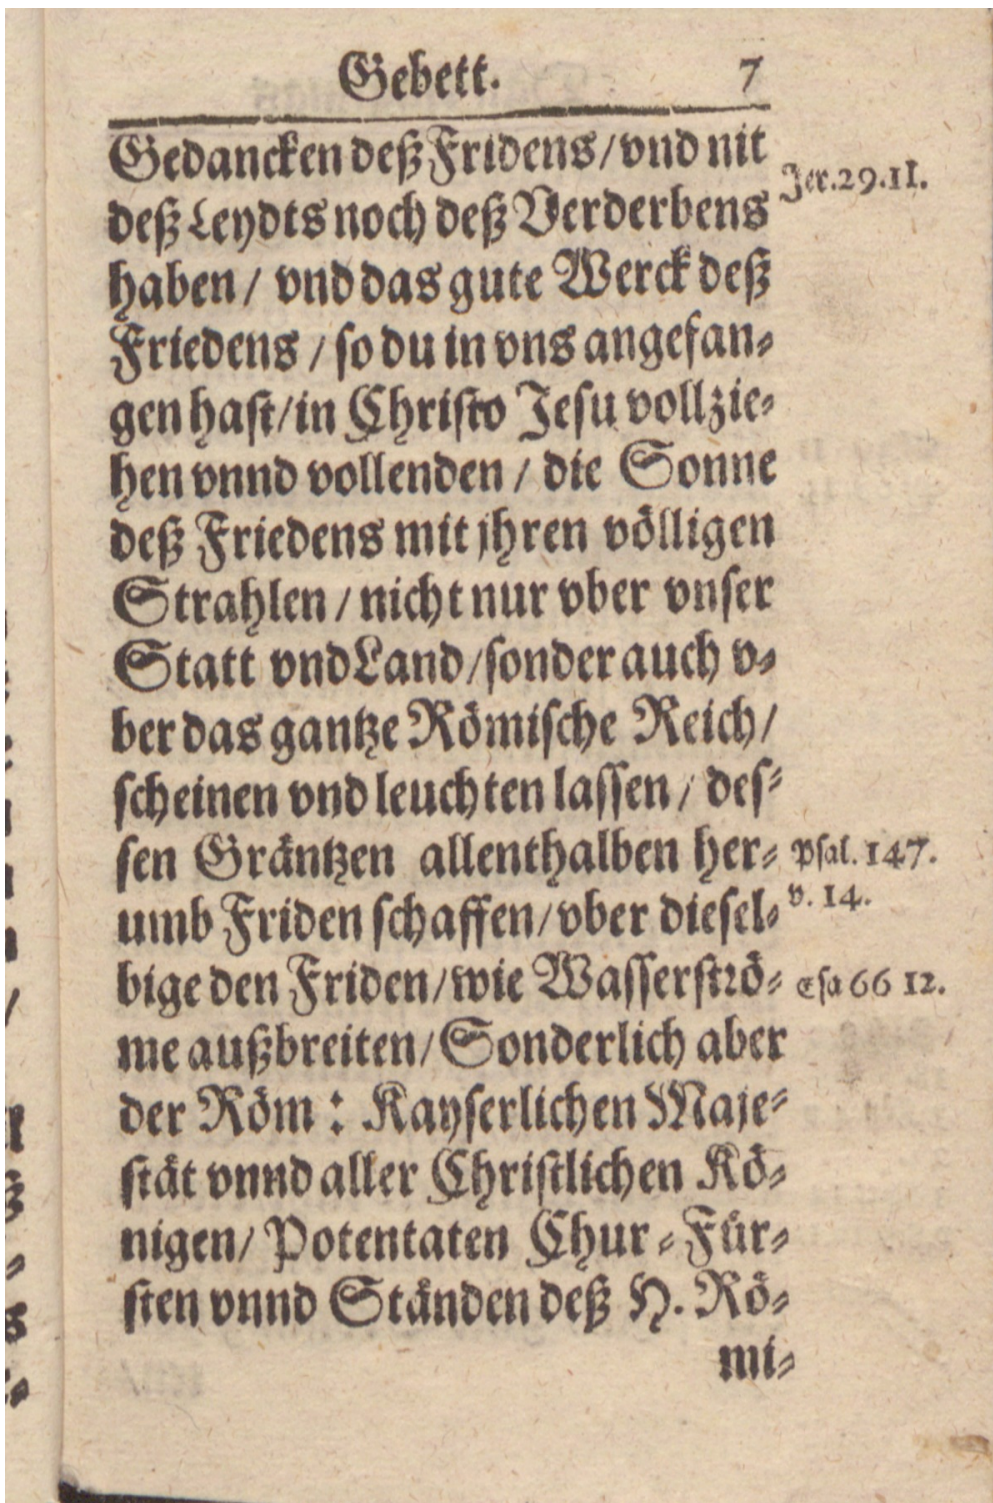 Gebett. 7
Gedancken deß Fridens/ vnd nit
Jer. 29. 11.
deß Leydts noch deß Verderbens
haben/ vnd das gute Werck deß
Friedens / so du in vns angefan⸗
gen hast/ in Christo Jesu vollzie⸗
hen vnnd vollenden / die Sonne
deß Friedens mit jhren völligen
Strahlen / nicht nur vber vnser
Statt vnd Land/ sonder auch v⸗
ber das gantze Römische Reich/
scheinen vnd leuchten lassen / des⸗
sen Gräntzen allenthalben her⸗
Psal. 147.
v. 14.
umb Friden schaffen/ vber diesel⸗
bige den Friden/ wie Wasserströ⸗
Esa 66 12.
me außbreiten/ Sonderlich aber
der Röm: Kayserlichen Maje⸗
stät vnnd aller Christlichen Kö⸗
nigen/ Potentaten Chur⸗Für⸗
sten vnnd Ständen deß H. Rö⸗
mi⸗